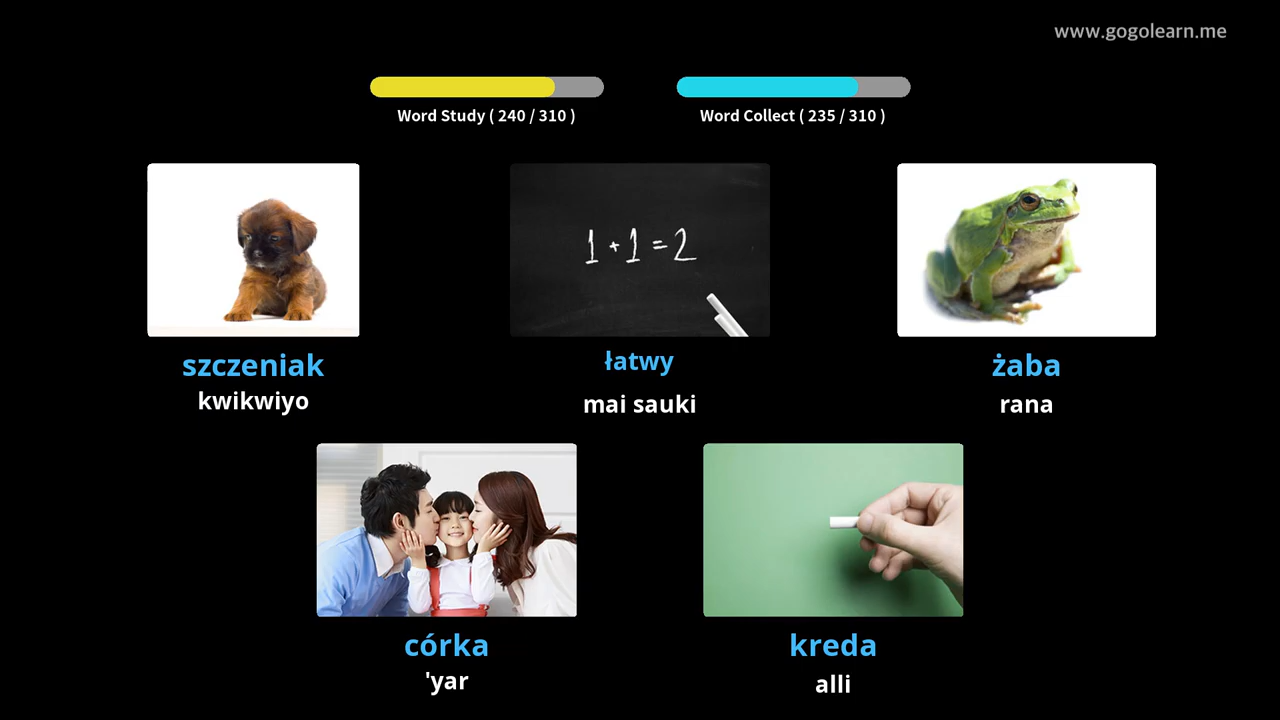 www.gogolearn.me
Word Study ( 240 / 310 )
Word Collect ( 235 / 310 )
1 + 1 = 2
szczeniak
kwikwiyo
łatwy
mai sauki
żaba
rana
córka
'yar
kreda
alli